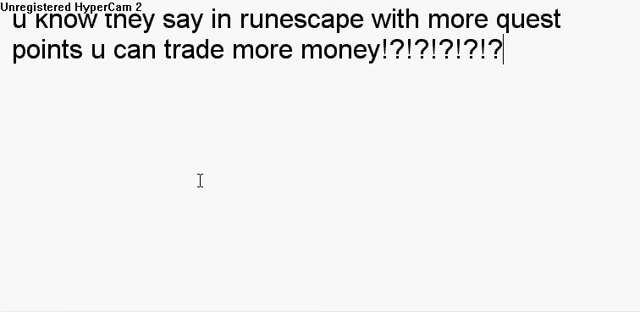 Unregistered HyperCam 2
u know they say in runescape with more quest
points u can trade more money!?!?!?!?!?